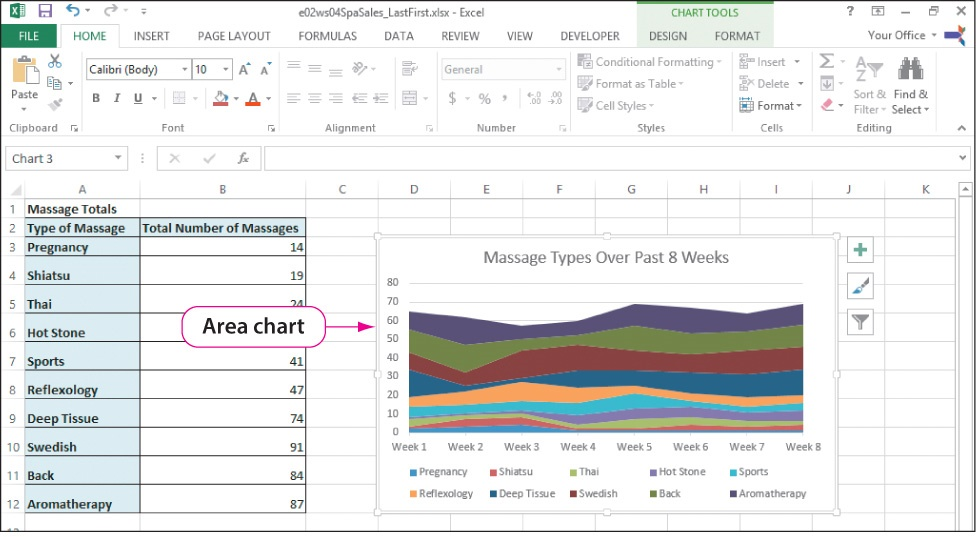 e02ws04SpaSales_LastFirst.xlsx - Excel
CHART TOOLS
?
FILE HOME INSERT PAGE LAYOUT FORMULAS DATA REVIEW VIEW DEVELOPER DESIGN FORMAT Your Office
Paste
Calibri (Body) 10 A A
B I U A
General
$ % , .0 .00 .00 .0
Conditional Formatting
Format as Table
Cell Styles
Insert
Delete
Format
Σ A Z
Sort & Filter
Find & Select
Clipboard Font Alignment Number Styles Cells Editing
Chart 3 fx
A B C D E F G H I J K
1 Massage Totals
2 Type of Massage Total Number of Massages
3 Pregnancy 14
4 Shiatsu 19
5 Thai 24
6 Hot Stone
7 Sports 41
8 Reflexology 47
9 Deep Tissue 74
10 Swedish 91
11 Back 84
12 Aromatherapy 87
Area chart
Massage Types Over Past 8 Weeks
80
70
60
50
40
30
20
10
0
Week 1 Week 2 Week 3 Week 4 Week 5 Week 6 Week 7 Week 8
Pregnancy Shiatsu Thai Hot Stone Sports
Reflexology Deep Tissue Swedish Back Aromatherapy